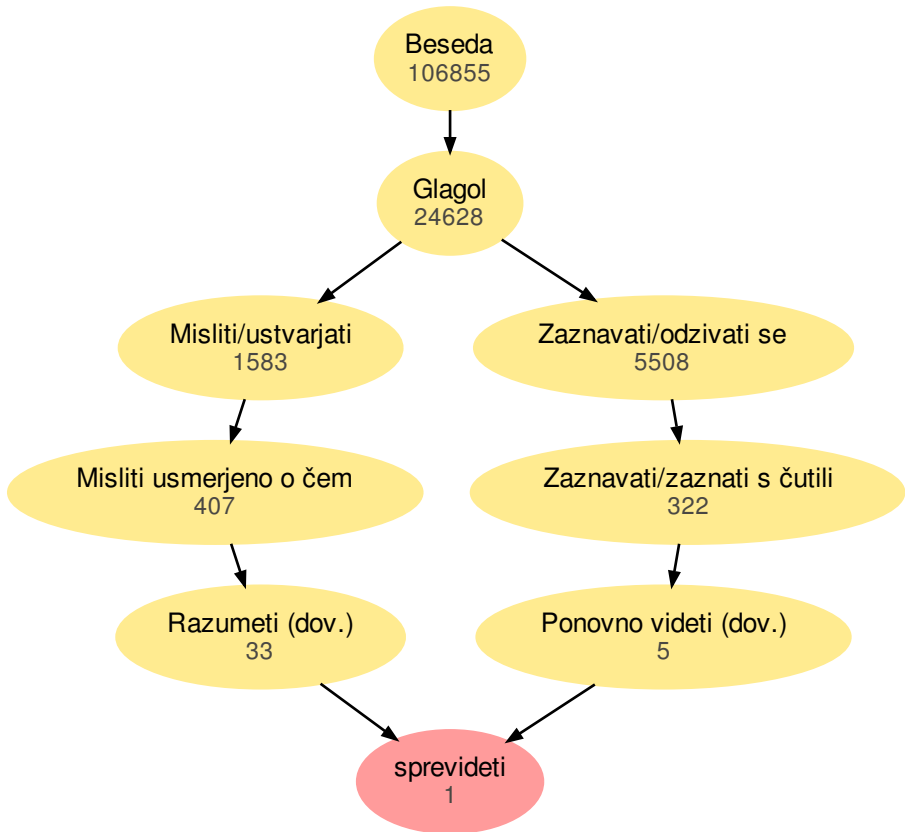 Beseda
106855
Glagol
24628
Misliti/ustvarjati
1583
Zaznavati/odzivati se
5508
Misliti usmerjeno o čem
407
Zaznavati/zaznati s čutili
322
Razumeti (dov.)
33
Ponovno videti (dov.)
5
sprevideti
1